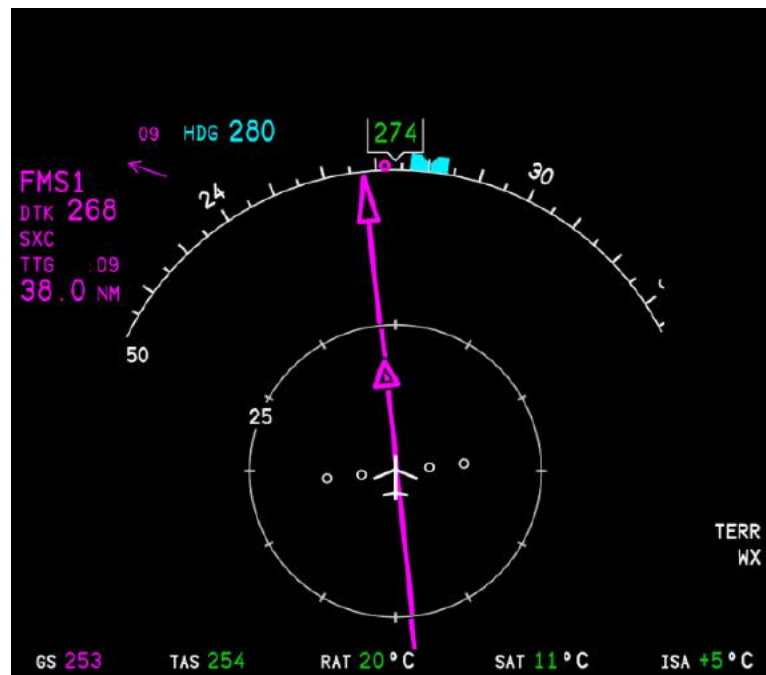 09 HDG 280 274
FMS1
DTK 268
SXC
TTG :09
38.0 NM
24
30
50
25
TERR
WX
GS 253 TAS 254 RAT 20°C SAT 11°C ISA +5°C